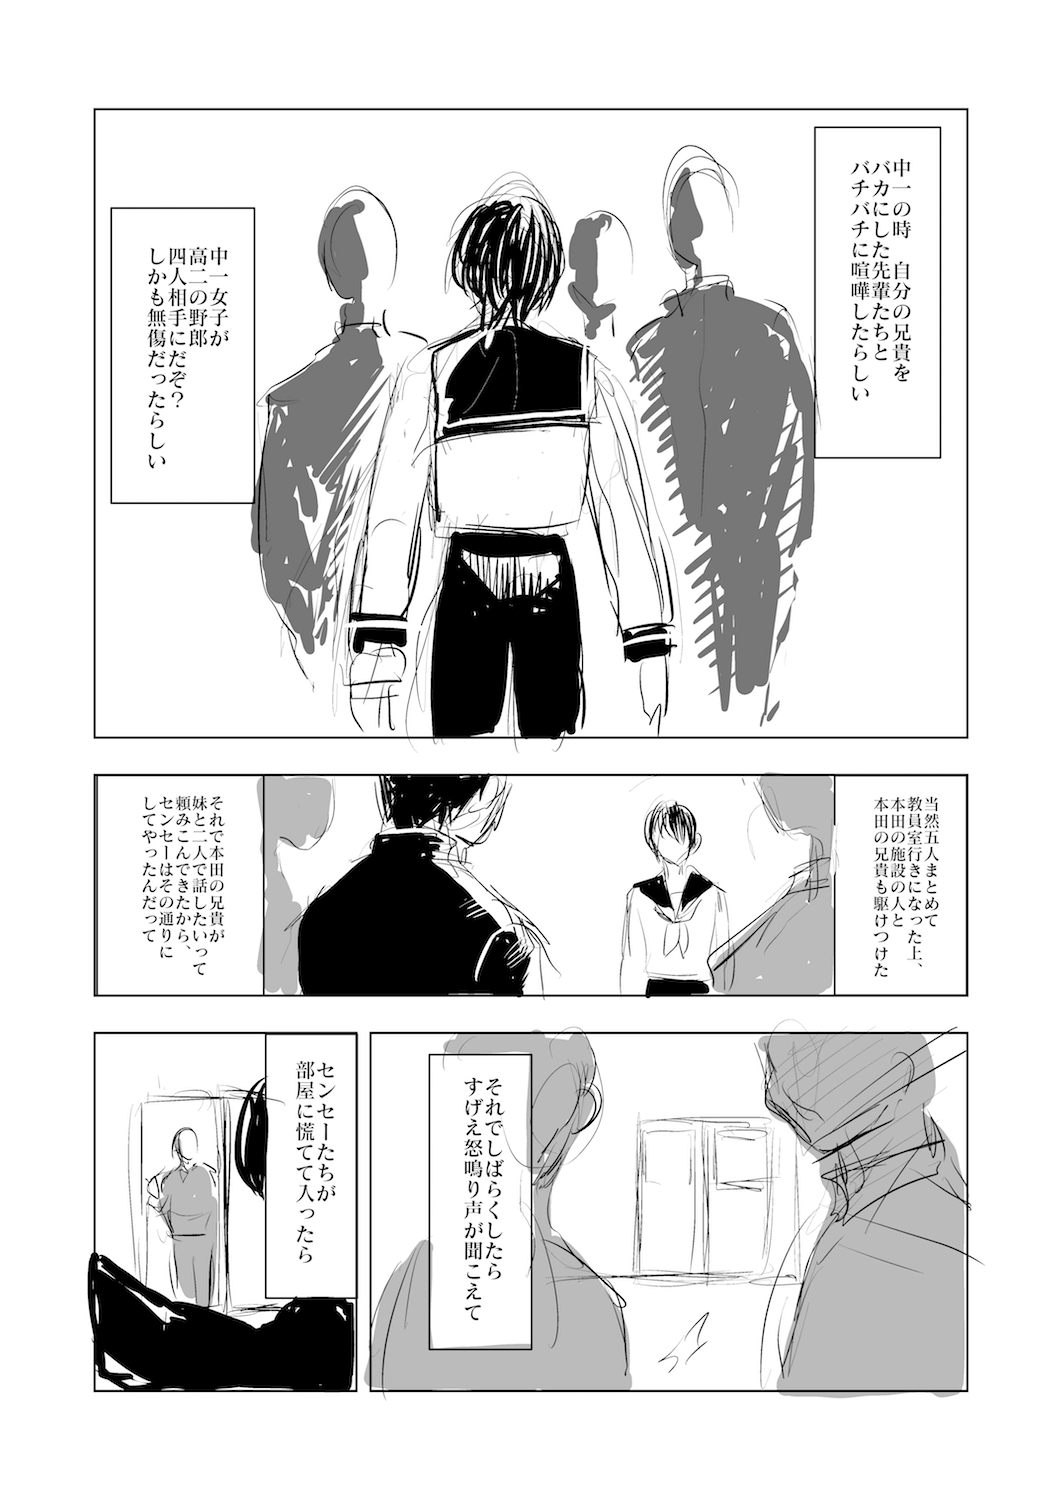 中一の時　自分の兄貴を
バカにした先輩たちと
バチバチに喧嘩したらしい
中一女子が
高二の野郎
四人相手にだぞ？
しかも無傷だったらしい
当然五人まとめて
教員室行きになった上、
本田の施設の人と
本田の兄貴も駆けつけた
それで本田の兄貴が
妹と二人で話したいって
頼みこんできたから、
センセーはその通りに
してやったんだって
それでしばらくしたら
すげえ怒鳴り声が聞こえて
センセーたちが
部屋に慌てて入ったら